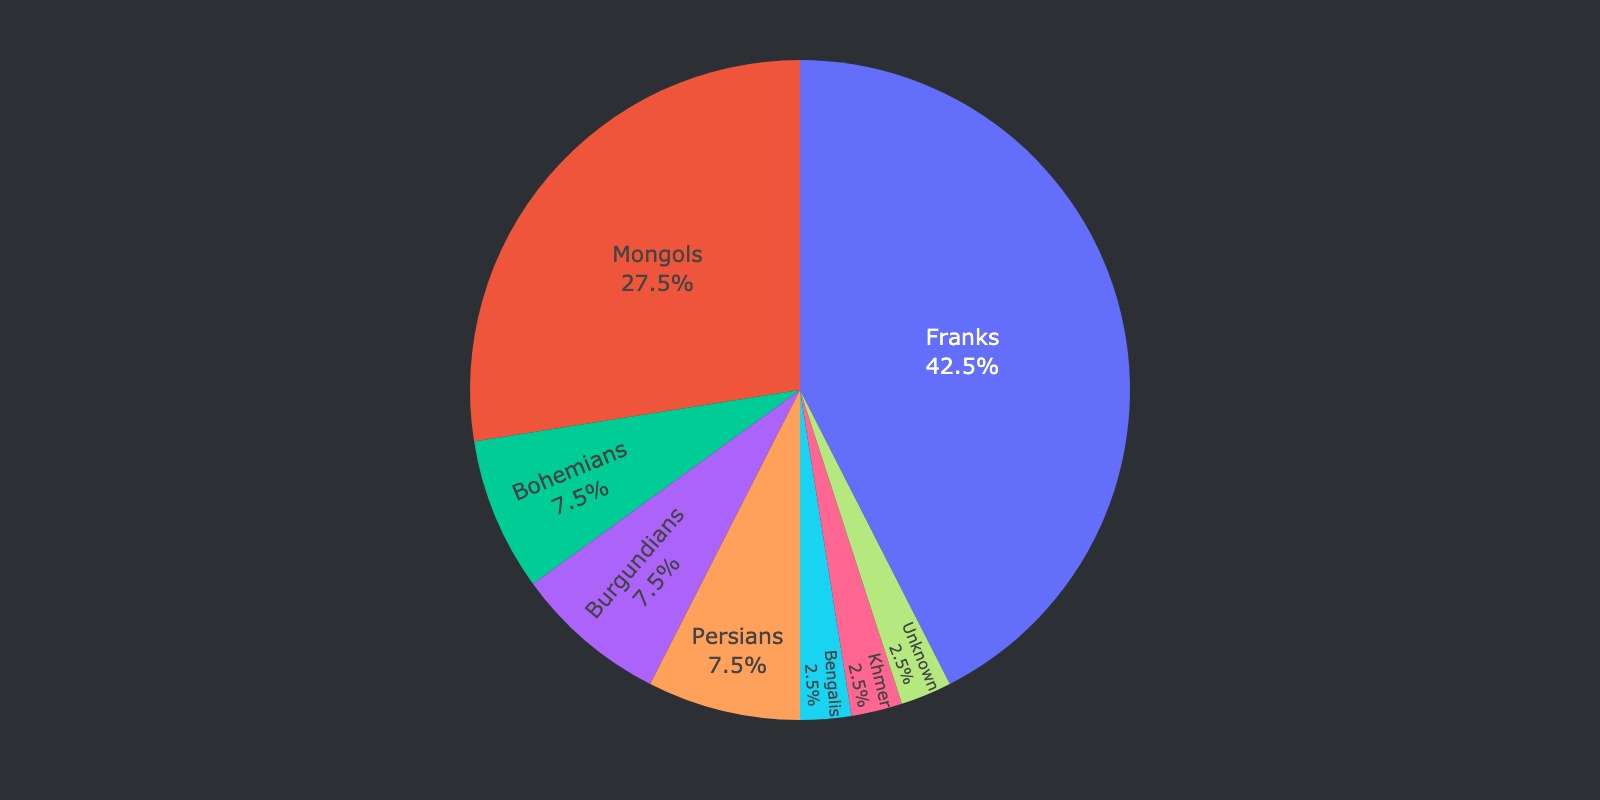 Mongols
27.5%
Franks
42.5%
Bohemians
7.5%
Burgundians
7.5%
Persians
7.5%
Bengalis
2.5%
Khmer
2.5%
Unknown
2.5%